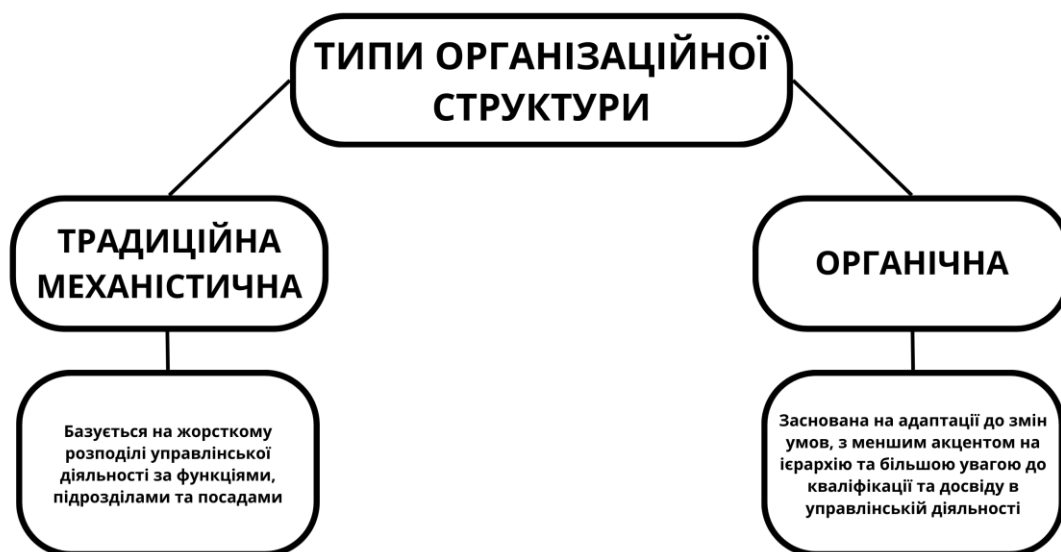 ТИПИ ОРГАНІЗАЦІЙНОЇ
СТРУКТУРИ
ТРАДИЦІЙНА
МЕХАНІСТИЧНА
ОРГАНІЧНА
Базується на жорсткому
розподілі управлінської
діяльності за функціями,
підрозділами та посадами
Заснована на адаптації до змін
умов, з меншим акцентом на
ієрархію та більшою увагою до
кваліфікації та досвіду в
управлінській діяльності